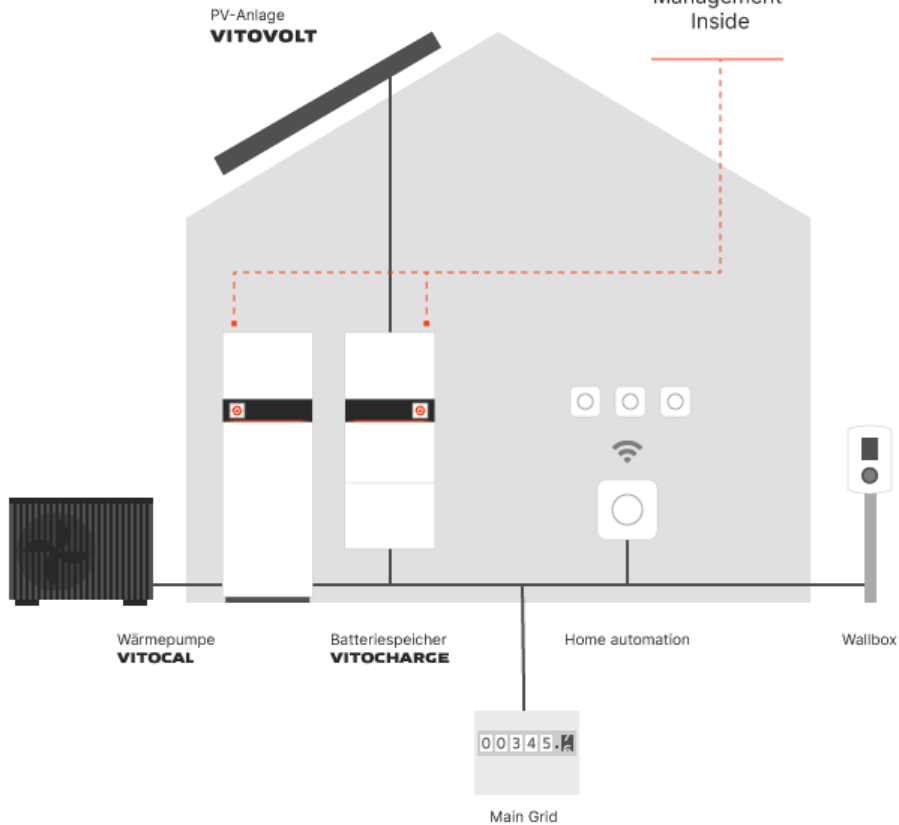 Management
Inside
PV-Anlage
VITOVOLT
Wärmepumpe
VITOCAL
Batteriespeicher
VITOCHARGE
Home automation
Wallbox
00345.
Main Grid